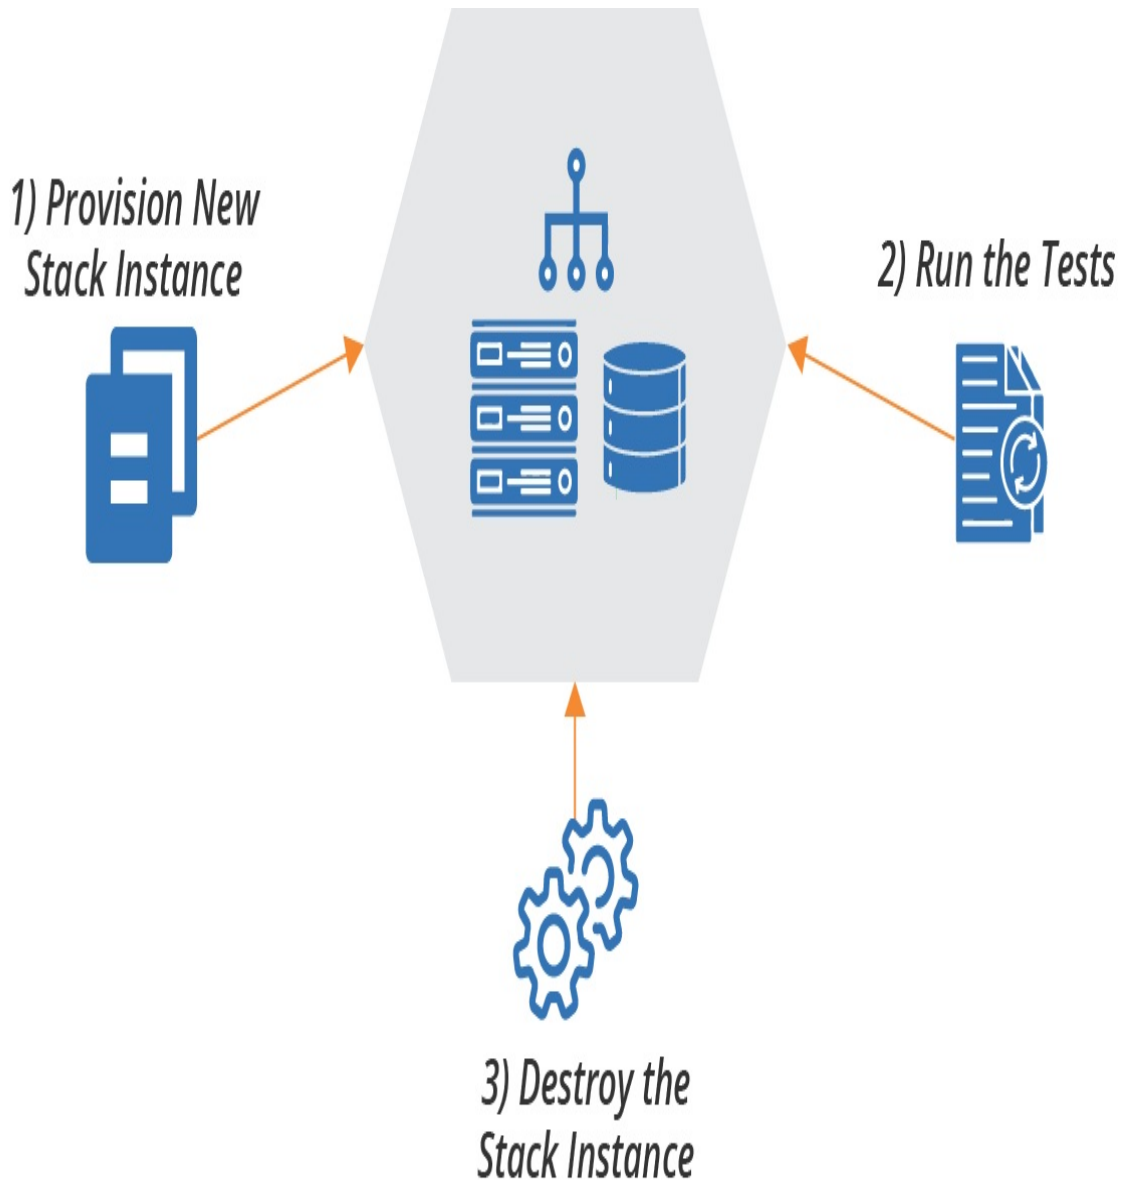 1) Provision New
Stack Instance
2) Run the Tests
3) Destroy the
Stack Instance